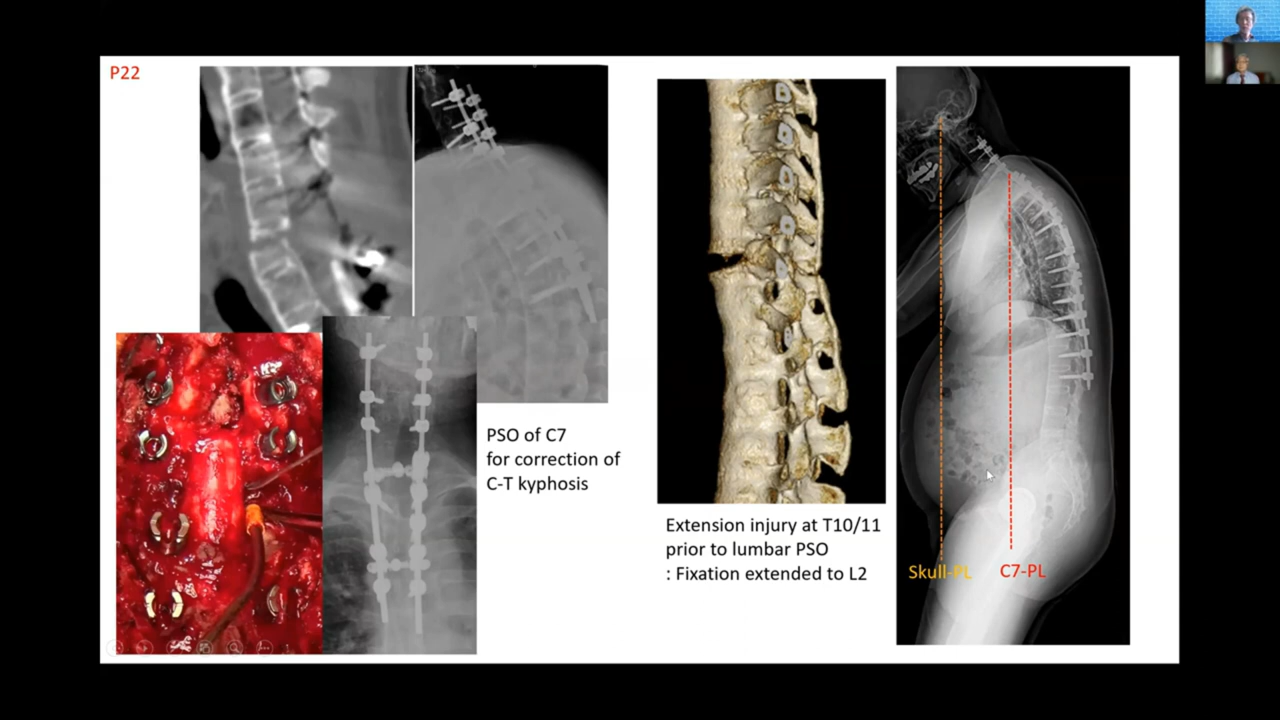 P22
PSO of C7
for correction of
C-T kyphosis
Extension injury at T10/11
prior to lumbar PSO
: Fixation extended to L2
Skull-PL
C7-PL